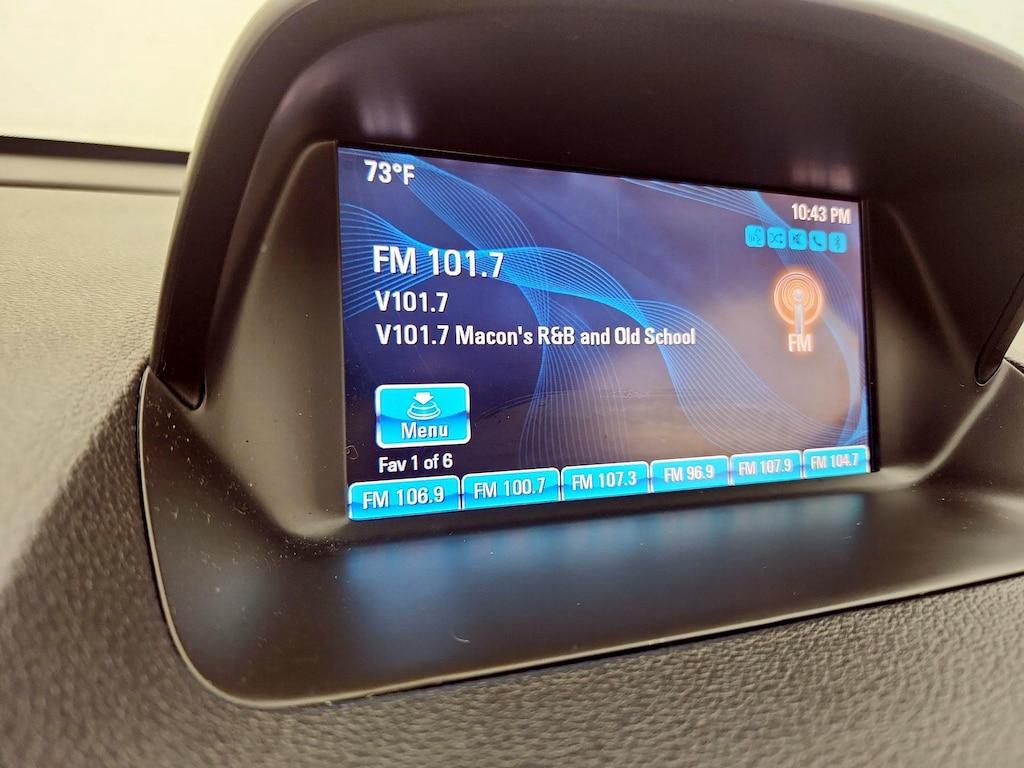 73°F
10:43 PM
FM 101.7
V101.7
V101.7 Macon's R&B and Old School
FM
Menu
Fav 1 of 6
FM 106.9 FM 100.7 FM 107.3 FM 96.9 FM 107.9 FM 104.7